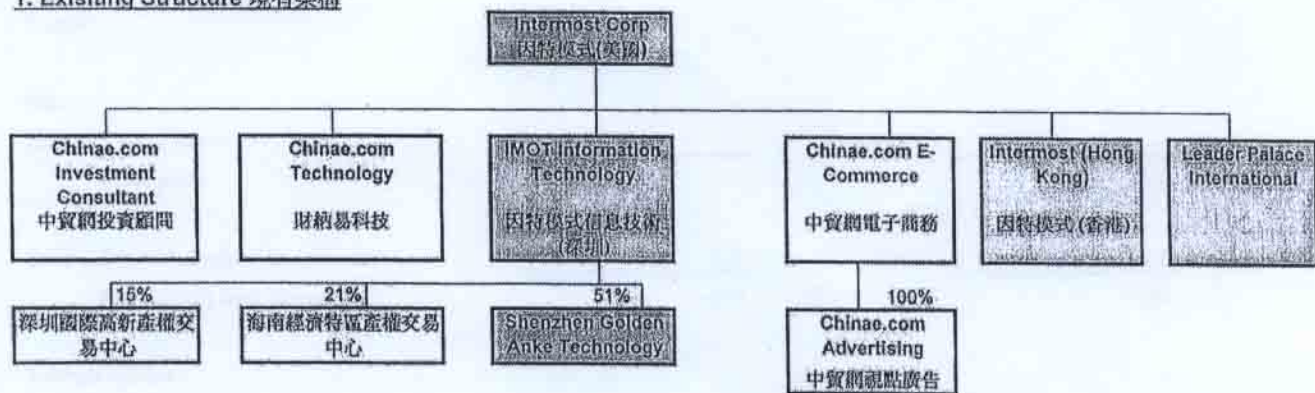 1. Existiang Structure 現有架構
Intermost Corp
因特模式(美國)
Chinae.com
Investment
Consultant
中貿網投資顧問
Chinae.com
Technology
財納易科技
IMOT Information
Technology
因特模式信息技術
(深圳)
Chinae.com E-
Commerce
中貿網電子商務
Intermost (Hong
Kong)
因特模式 (香港)
Leader Palace
International
15%
21%
51%
100%
深圳國際高新產權交
易中心
海南經濟特區產權交易
中心
Shenzhen Golden
Anke Technology
Chinae.com
Advertising
中貿網視點廣告